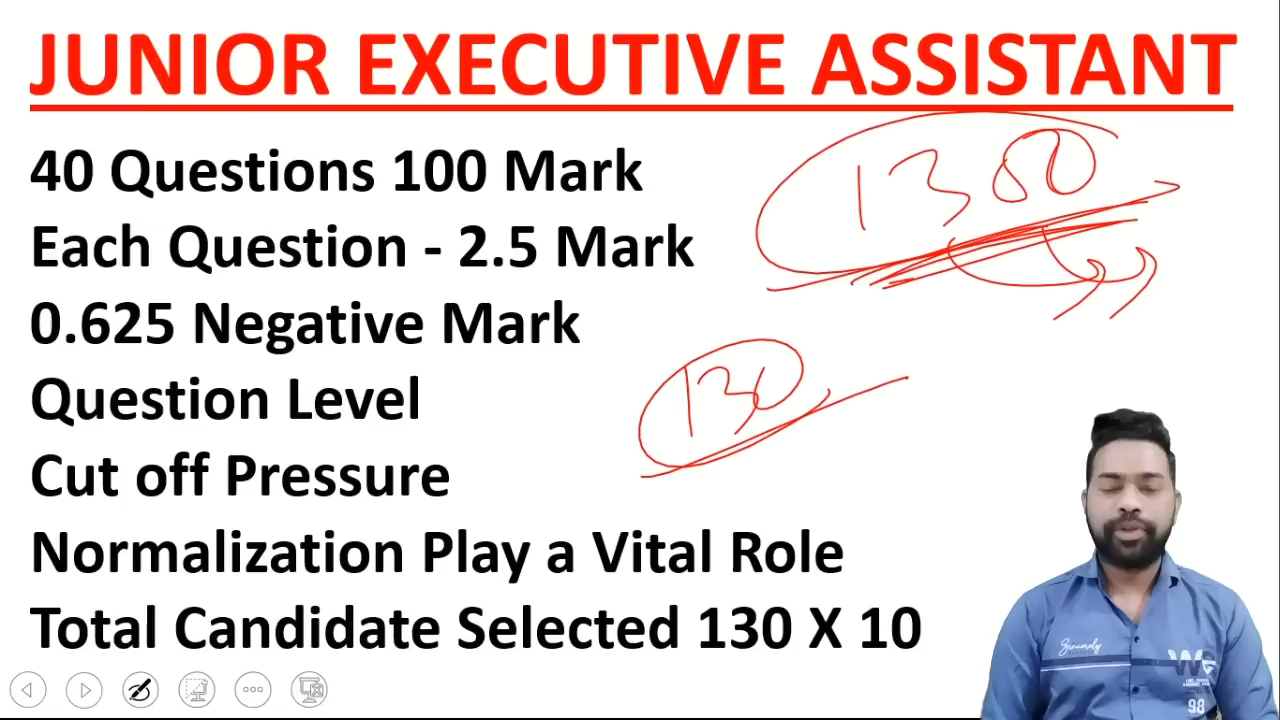 JUNIOR EXECUTIVE ASSISTANT
40 Questions 100 Mark
1300
Each Question - 2.5 Mark
0.625 Negative Mark
130
Question Level
Cut off Pressure
Normalization Play a Vital Role
Total Candidate Selected 130 X 10
98